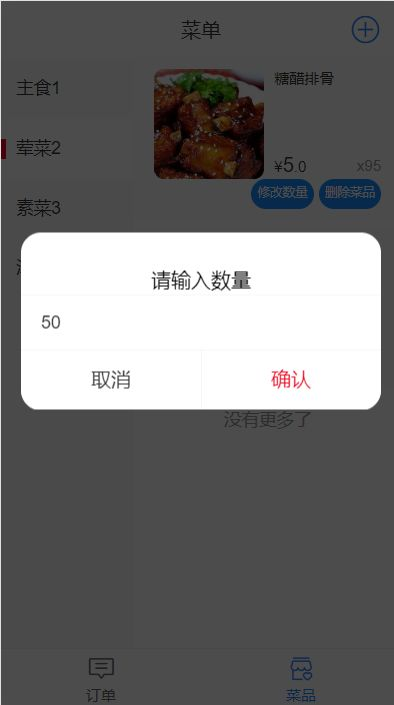 菜单
主食1
糖醋排骨
荤菜2
¥5.0
x95
修改数量
删除菜品
素菜3
请输入数量
50
取消
确认
没有更多了
订单
菜品